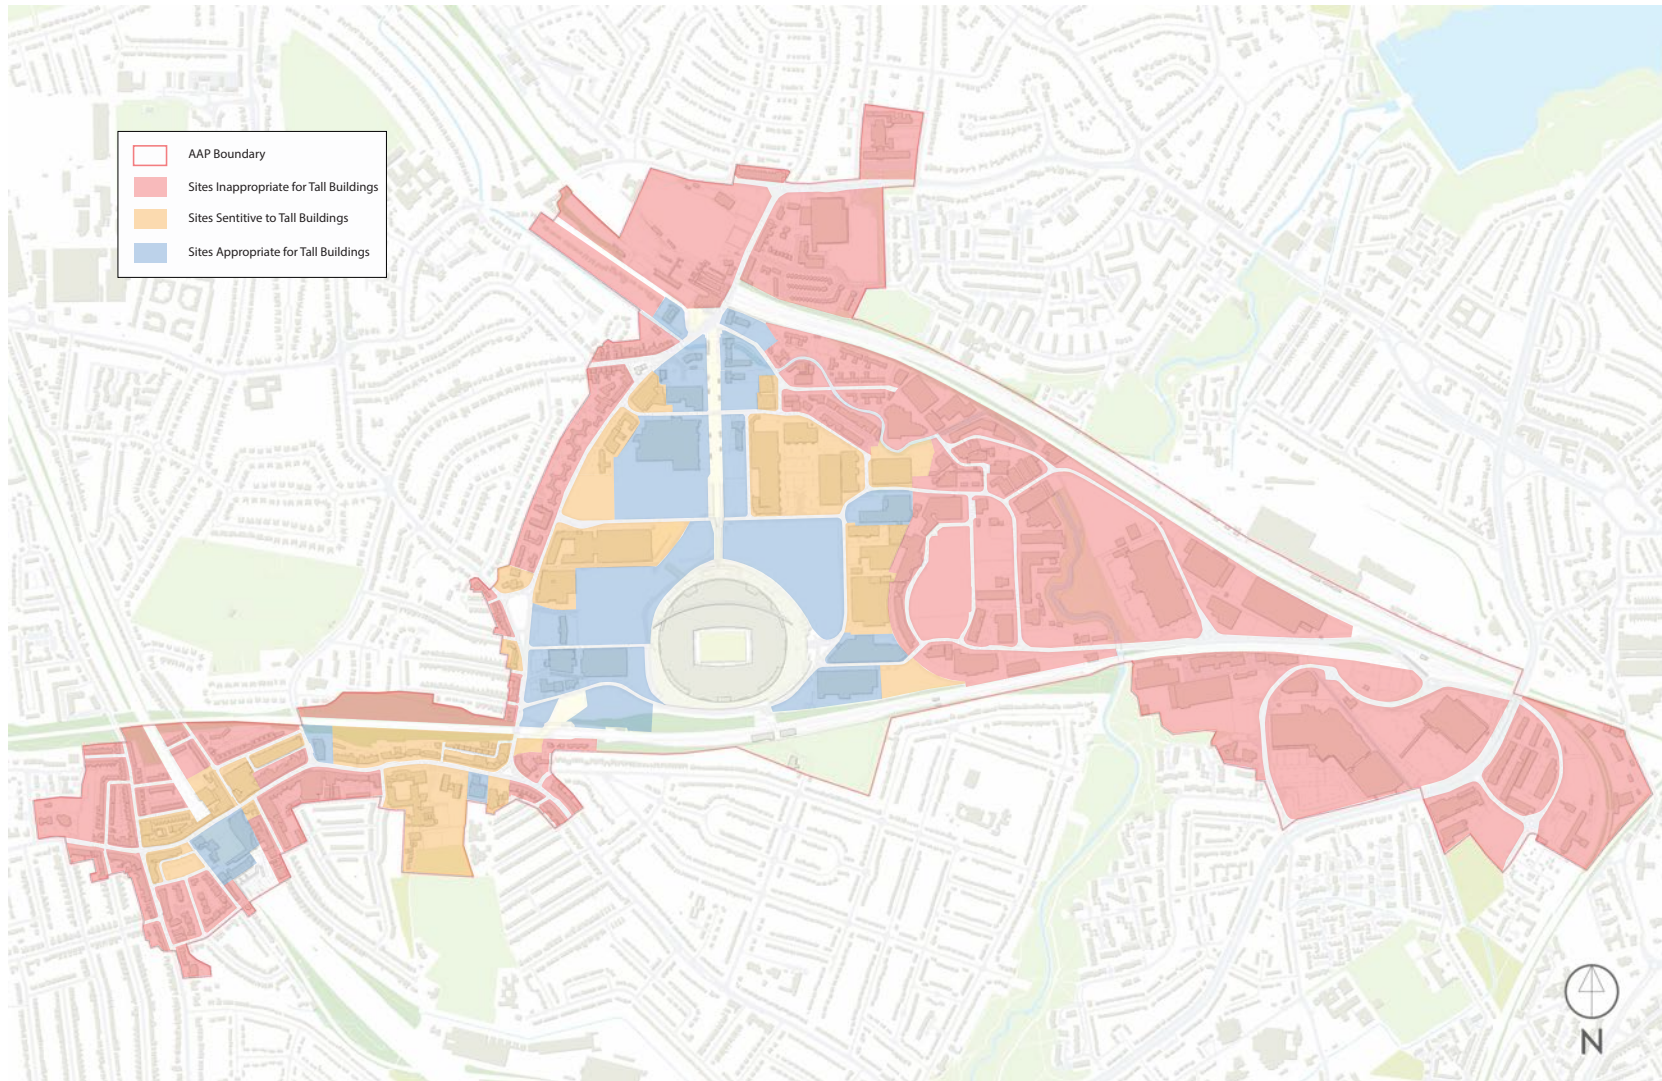 AAP Boundary
Sites Inappropriate for Tall Buildings
Sites Sentitive to Tall Buildings
Sites Appropriate for Tall Buildings
N